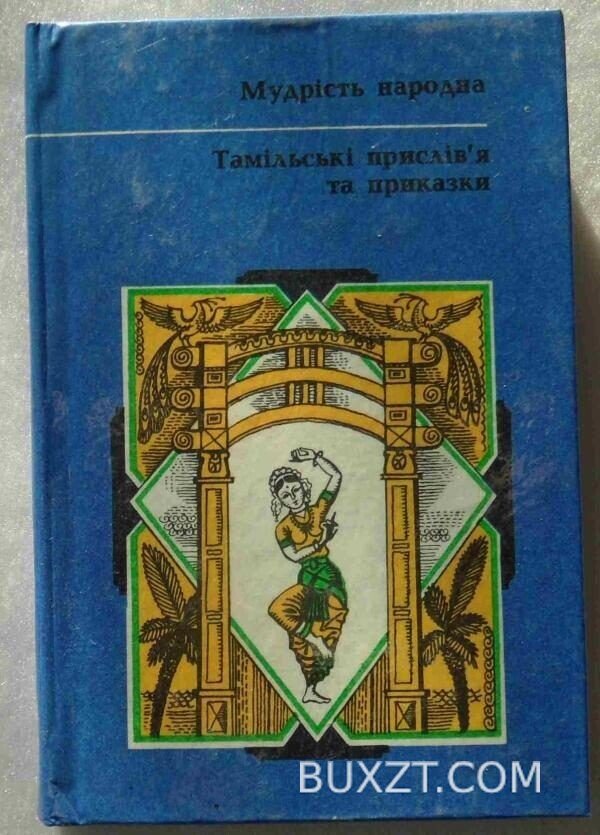 Мудрість народна
Тамільські прислів'я
та приказки
BUXZT.COM